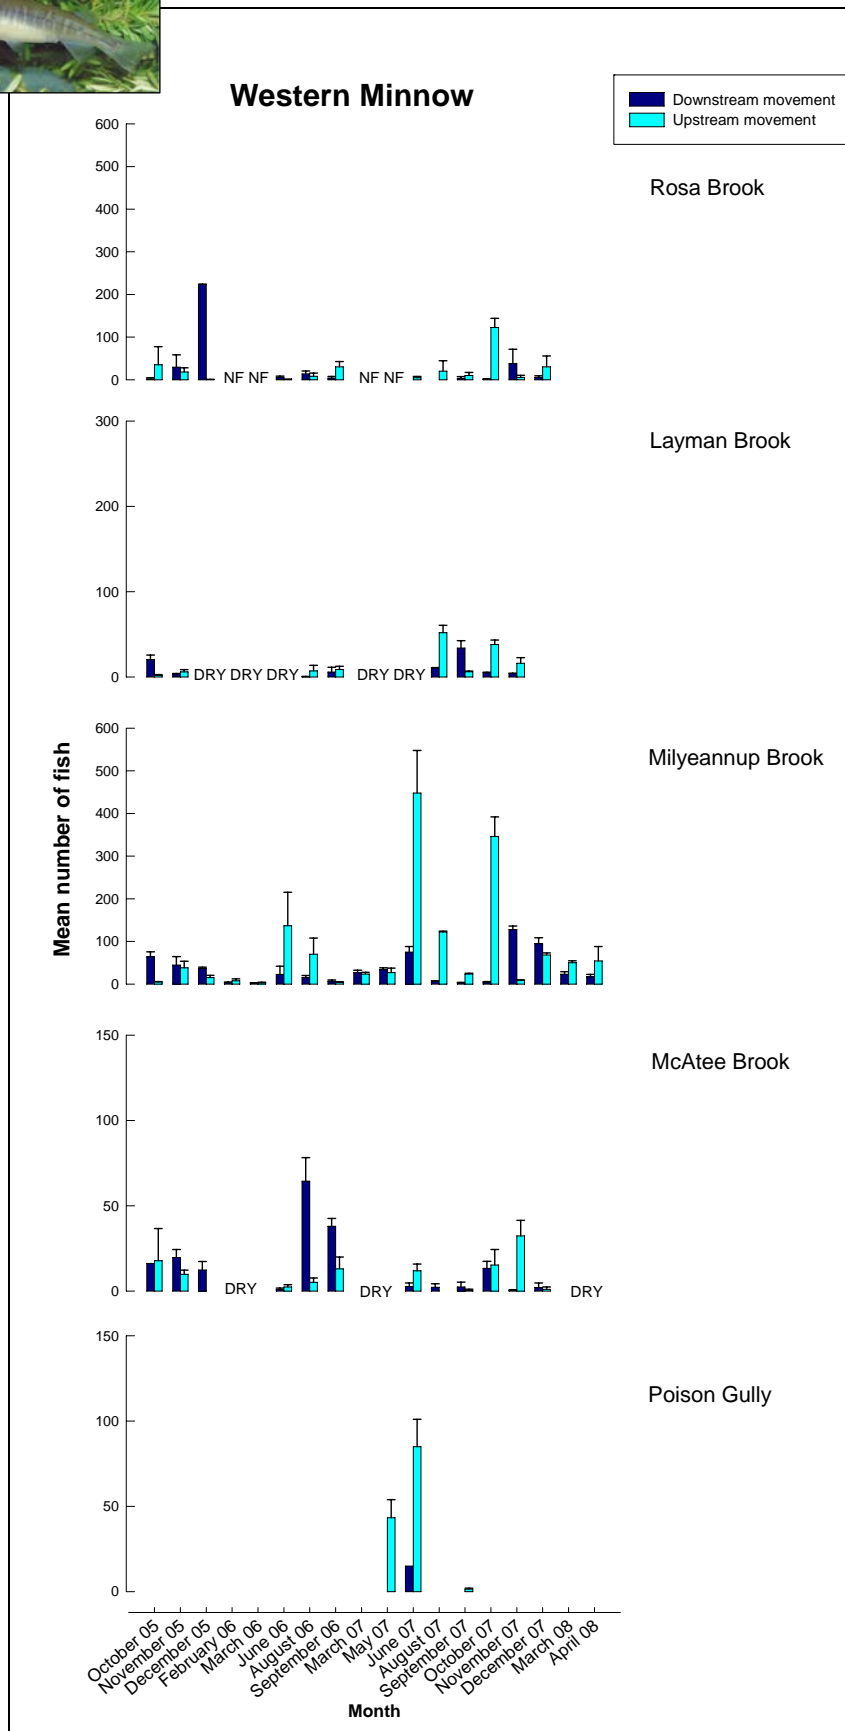 Western Minnow
Downstream movement
Upstream movement
600
500
400
300
200
100
0
Rosa Brook
NF NF
NF NF
300
200
100
0
Layman Brook
DRY DRY DRY
DRY DRY
Mean number of fish
600
500
400
300
200
100
0
Milyeannup Brook
150
100
50
0
McAtee Brook
DRY
DRY
DRY
150
100
50
0
Poison Gully
October 05
November 05
December 05
February 06
March 06
June 06
August 06
September 06
March 07
May 07
June 07
August 07
September 07
October 07
November 07
December 07
March 08
April 08
Month